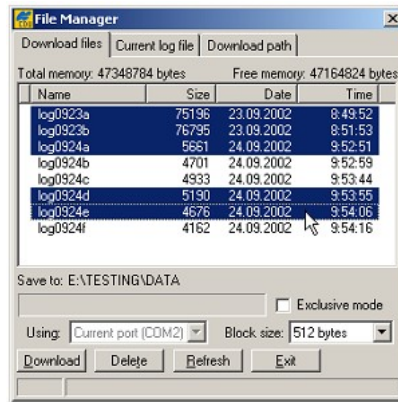 File Manager
Download files Current log file Download path
Total memory: 47348784 bytes Free memory: 47164824 bytes
Name Size Date Time
log0923a 75196 23.09.2002 8:49:52
log0923b 76795 23.09.2002 8:51:53
log0924a 5661 24.09.2002 9:52:51
log0924b 4701 24.09.2002 9:52:59
log0924c 4933 24.09.2002 9:53:44
log0924d 5190 24.09.2002 9:53:55
log0924e 4676 24.09.2002 9:54:06
log0924f 4162 24.09.2002 9:54:16
Save to: E:\TESTING\DATA
Exclusive mode
Using: Current port (COM2) Block size: 512 bytes
Download Delete Refresh Exit